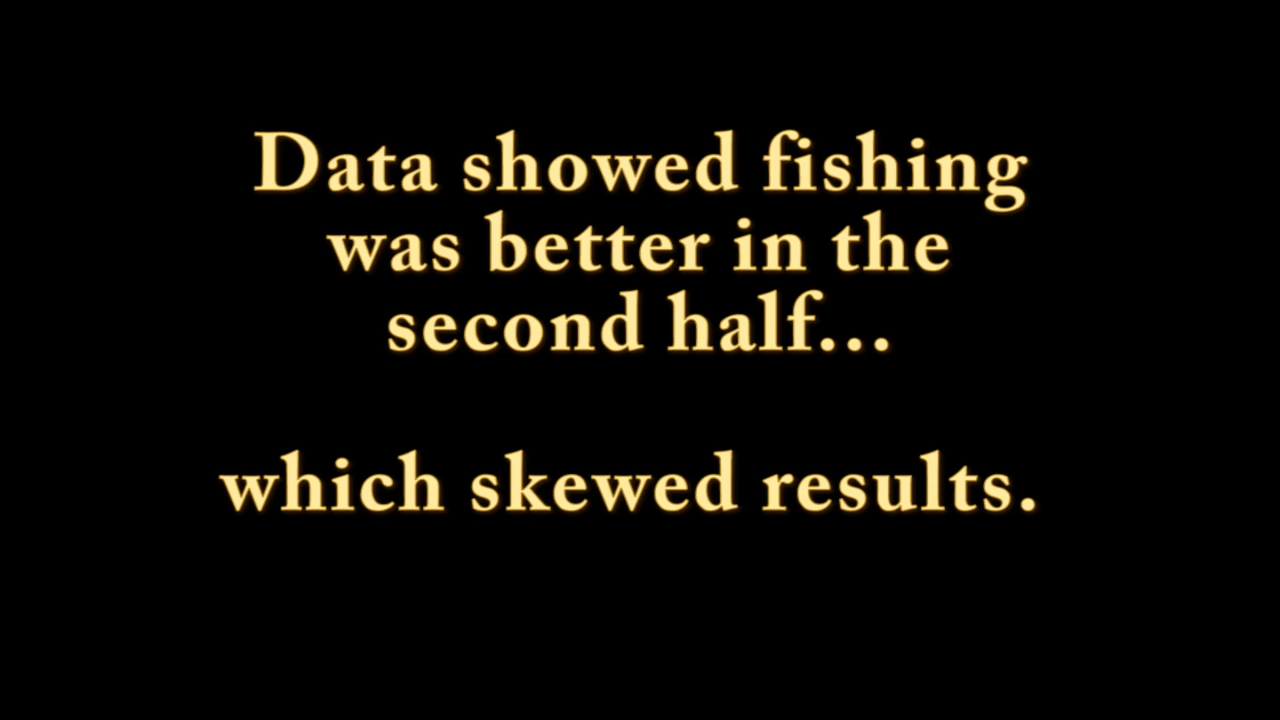 Data showed fishing
was better in the
second half...
which skewed results.